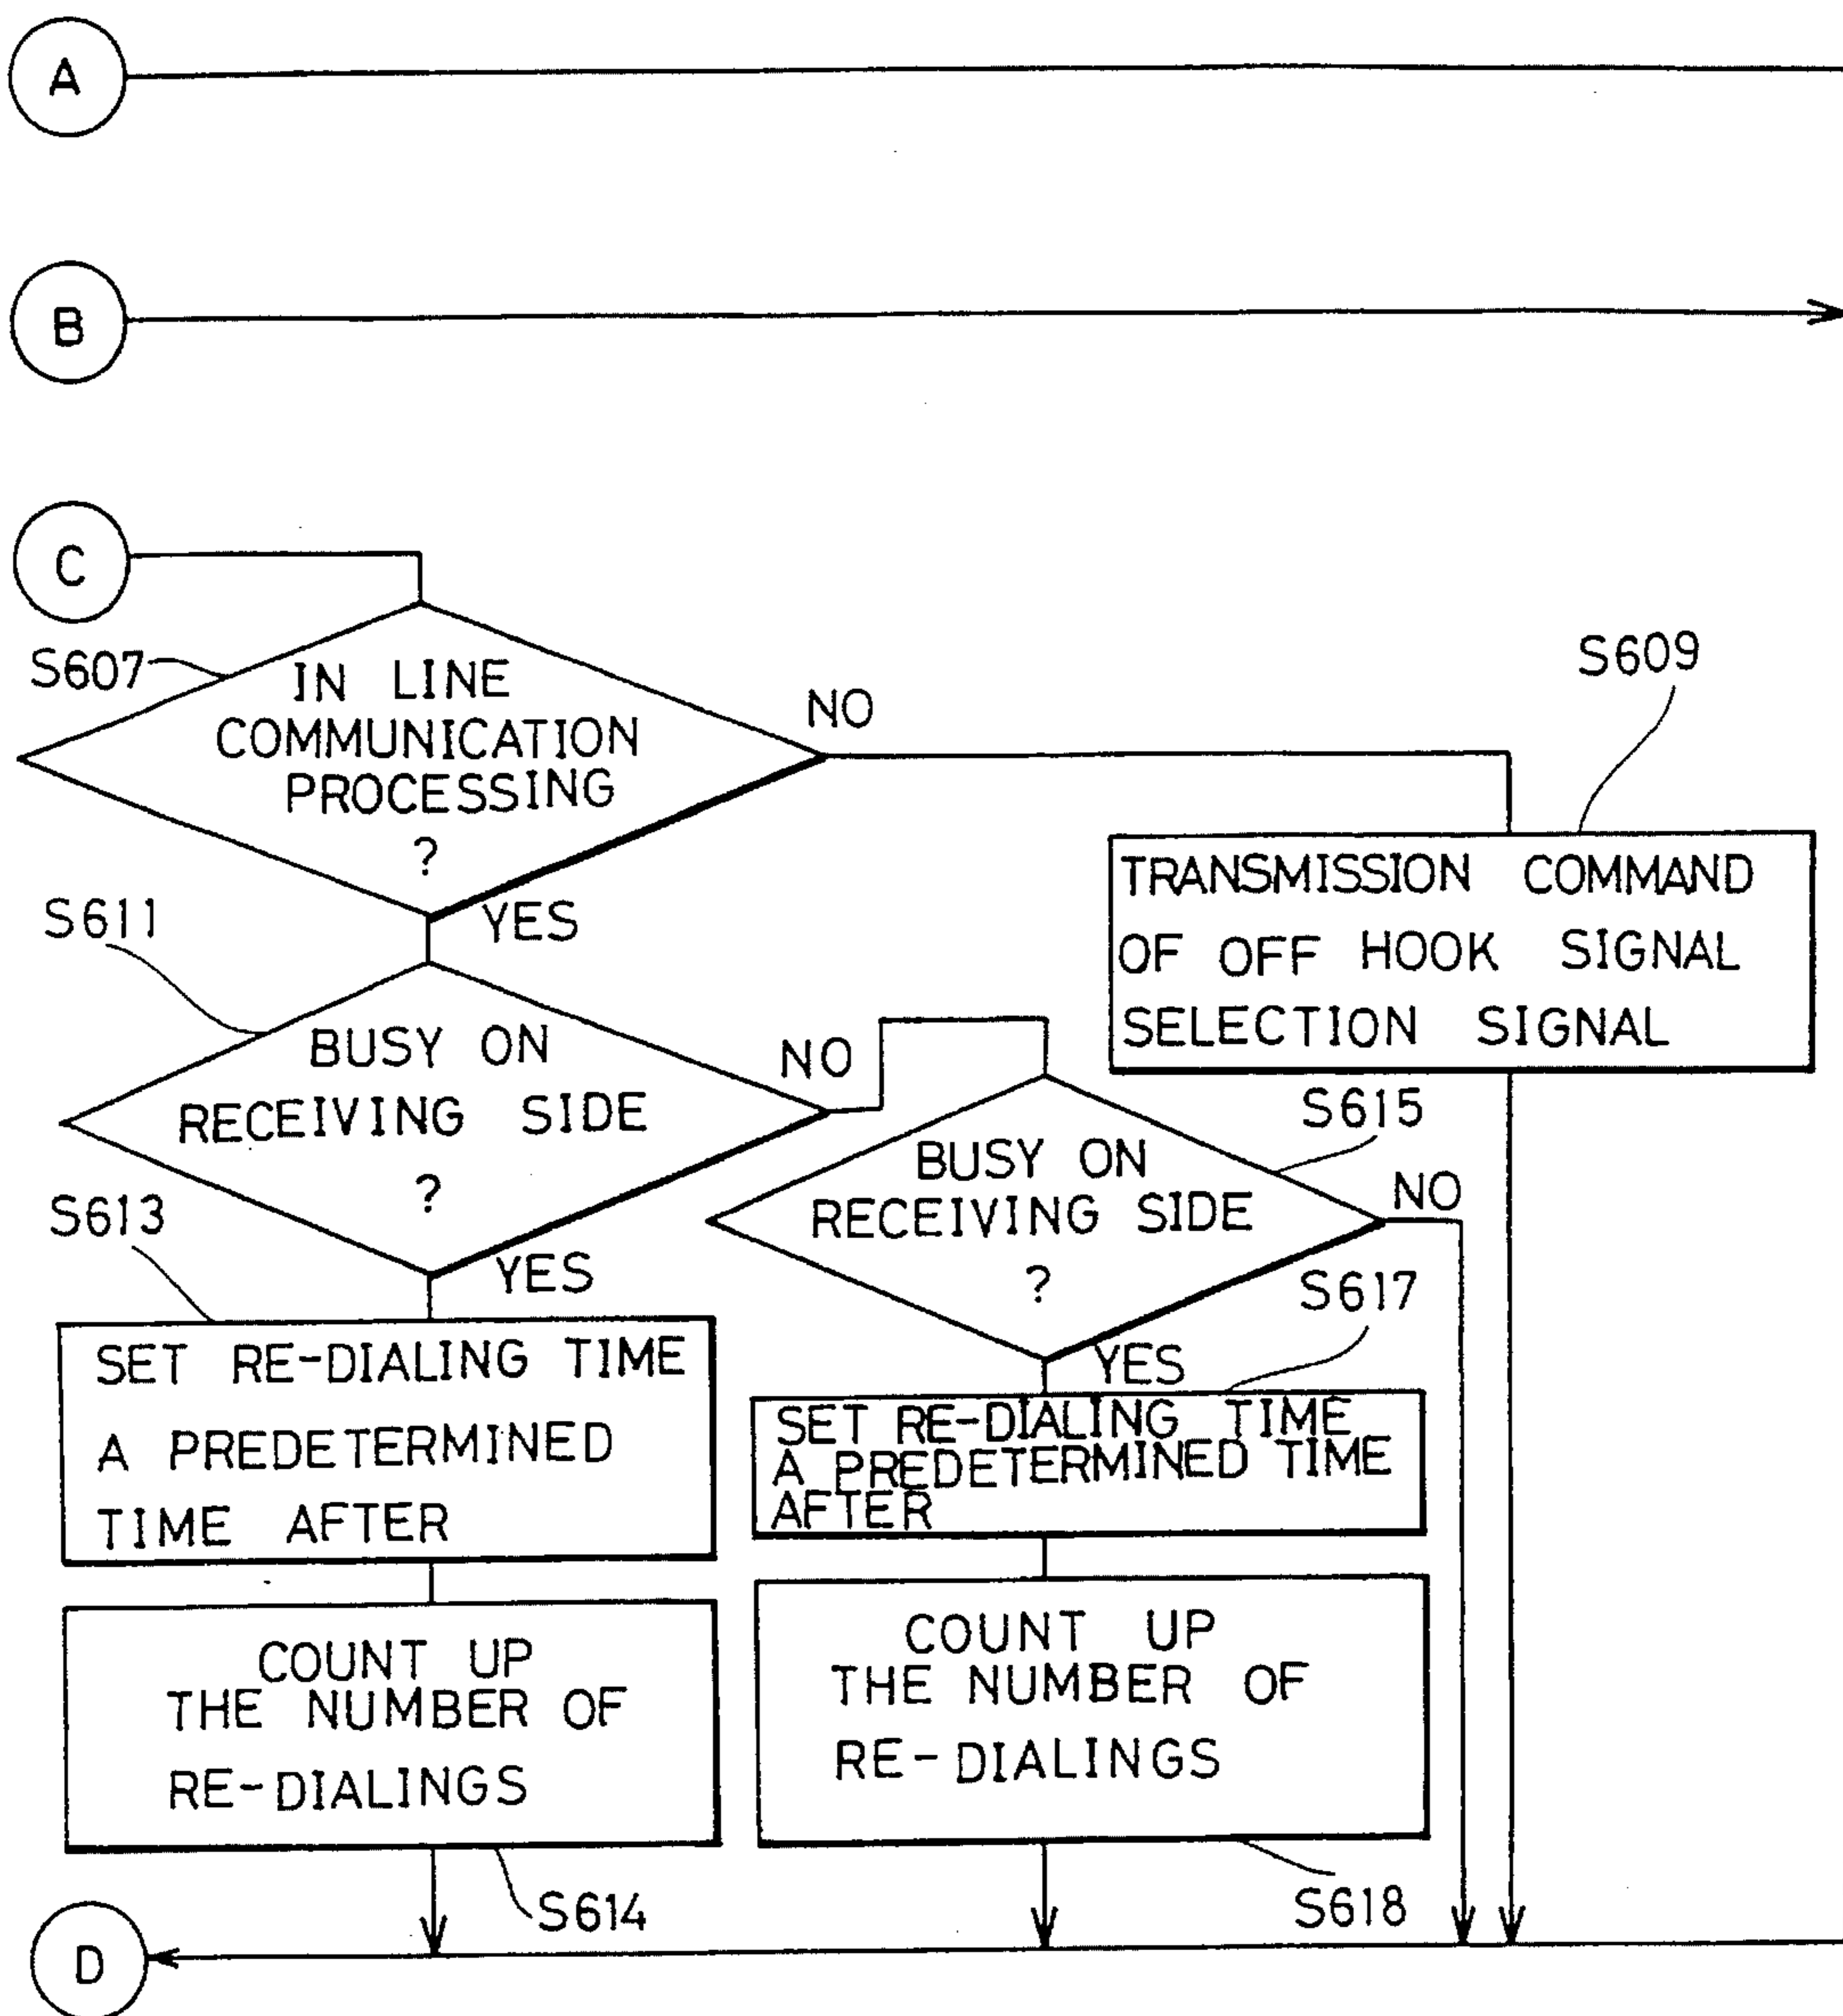 A
B
C
S607
IN LINE
COMMUNICATION
PROCESSING
?
NO
YES
S609
TRANSMISSION COMMAND
OF OFF HOOK SIGNAL
SELECTION SIGNAL
S611
BUSY ON
RECEIVING SIDE
?
NO
YES
S615
BUSY ON
RECEIVING SIDE
?
NO
YES
S613
SET RE-DIALING TIME
A PREDETERMINED
TIME AFTER
S617
SET RE-DIALING TIME
A PREDETERMINED TIME
AFTER
COUNT UP
THE NUMBER OF
RE-DIALINGS
S614
COUNT UP
THE NUMBER OF
RE-DIALINGS
S618
D